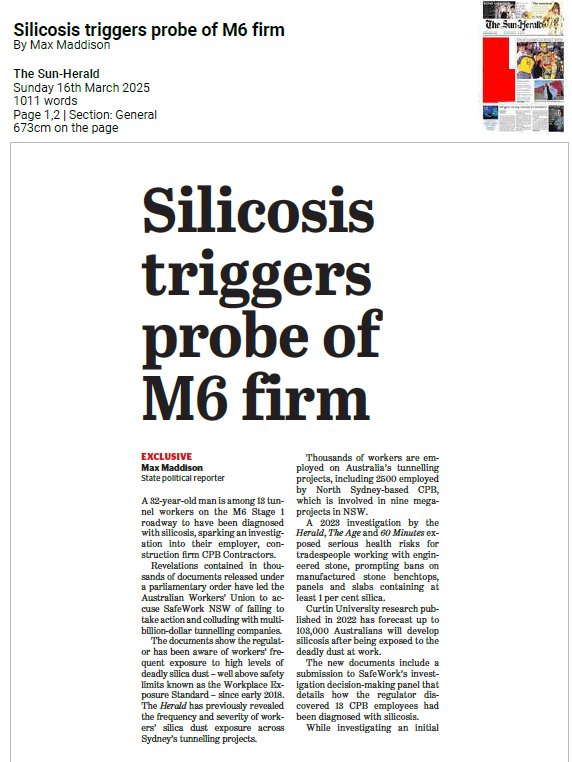 Silicosis triggers probe of M6 firm
By Max Maddison
The Sun-Herald
Sunday 16th March 2025
1011 words
Page 1,2 | Section: General
673cm on the page
The Sun-Herald
Silicosis
triggers
probe of
M6 firm
EXCLUSIVE
Max Maddison
State political reporter
A 32-year-old man is among 13 tun-
nel workers on the M6 Stage 1
roadway to have been diagnosed
with silicosis, sparking an investig-
ation into their employer, con-
struction firm CPB Contractors.
Revelations contained in thou-
sands of documents released under
a parliamentary order have led the
Australian Workers' Union to ac-
cuse SafeWork NSW of failing to
take action and colluding with multi-
billion-dollar tunnelling companies.
The documents show the regulat-
or has been aware of workers' fre-
quent exposure to high levels of
deadly silica dust – well above safety
limits known as the Workplace Ex-
posure Standard – since early 2018.
The Herald has previously revealed
the frequency and severity of work-
ers' silica dust exposure across
Sydney's tunnelling projects.
Thousands of workers are em-
ployed on Australia's tunnelling
projects, including 2500 employed
by North Sydney-based CPB,
which is involved in nine mega-
projects in NSW.
A 2023 investigation by the
Herald, The Age and 60 Minutes ex-
posed serious health risks for
tradespeople working with engin-
eered stone, prompting bans on
manufactured stone benchtops,
panels and slabs containing at
least 1 per cent silica.
Curtin University research pub-
lished in 2022 has forecast up to
103,000 Australians will develop
silicosis after being exposed to the
deadly dust at work.
The new documents include a
submission to SafeWork's invest-
igation decision-making panel that
details how the regulator dis-
covered 13 CPB employees had
been diagnosed with silicosis.
While investigating an initial